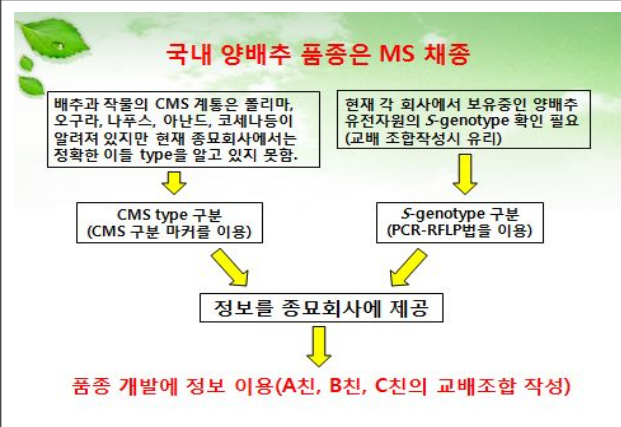 국내 양배추 품종은 MS 채종
배추과 작물의 CMS 계통은 폴리마,
오구라, 나푸스, 아난드, 코세나등이
알려져 있지만 현재 종묘회사에서는
정확한 이들 type을 알고 있지 못함.
현재 각 회사에서 보유중인 양배추
유전자원의 S-genotype 확인 필요
(교배 조합작성시 유리)
CMS type 구분
(CMS 구분 마커를 이용)
S-genotype 구분
(PCR-RFLP법을 이용)
정보를 종묘회사에 제공
품종 개발에 정보 이용(A친, B친, C친의 교배조합 작성)